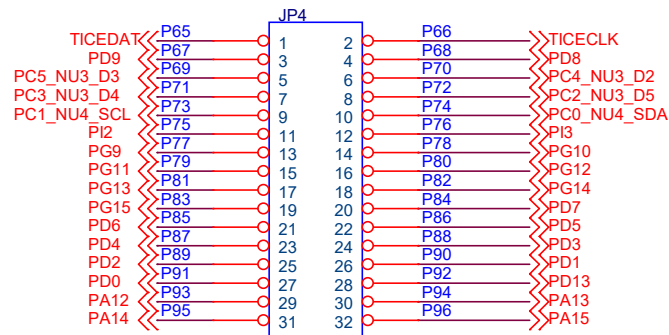 JP4
TICEDAT P65 1 2 P66 TICECLK
PD9 P67 3 4 P68 PD8
PC5_NU3_D3 P69 5 6 P70 PC4_NU3_D2
PC3_NU3_D4 P71 7 8 P72 PC2_NU3_D5
PC1_NU4_SCL P73 9 10 P74 PC0_NU4_SDA
PI2 P75 11 12 P76 PI3
PG9 P77 13 14 P78 PG10
PG11 P79 15 16 P80 PG12
PG13 P81 17 18 P82 PG14
PG15 P83 19 20 P84 PD7
PD6 P85 21 22 P86 PD5
PD4 P87 23 24 P88 PD3
PD2 P89 25 26 P90 PD1
PD0 P91 27 28 P92 PD13
PA12 P93 29 30 P94 PA13
PA14 P95 31 32 P96 PA15